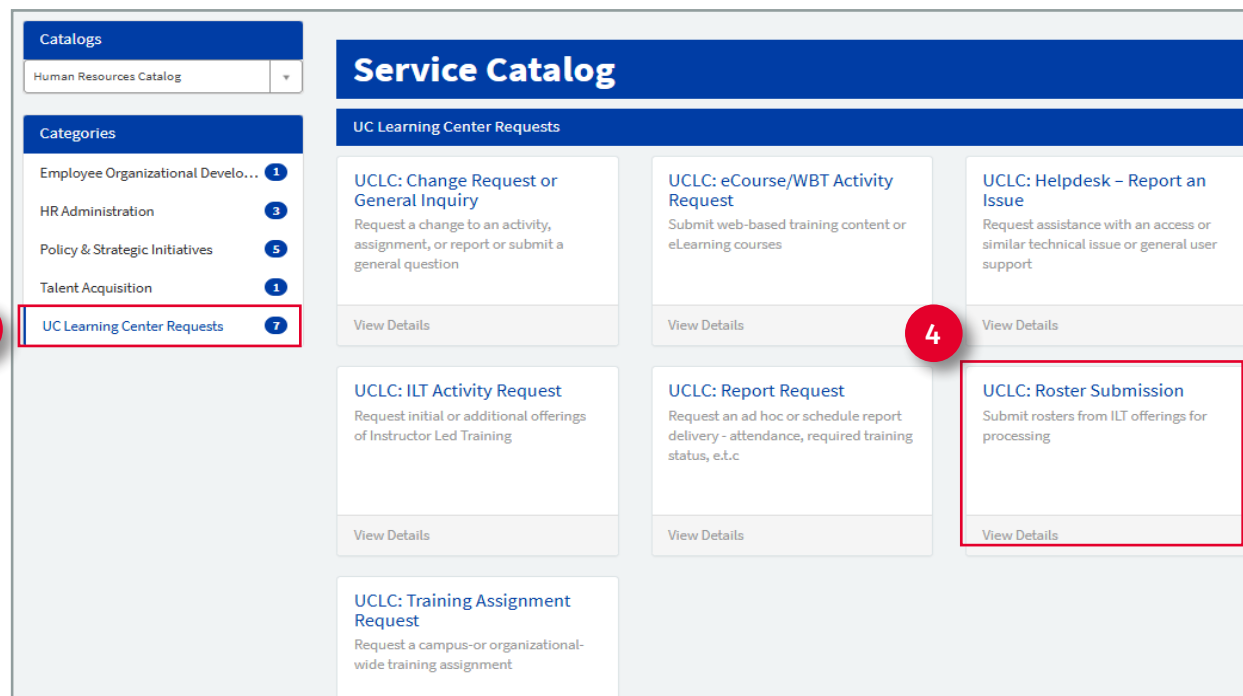 Catalogs
Human Resources Catalog
Categories
Employee Organizational Develo... 1
HR Administration 3
Policy & Strategic Initiatives 5
Talent Acquisition 1
UC Learning Center Requests 7
Service Catalog
UC Learning Center Requests
UCLC: Change Request or
General Inquiry
Request a change to an activity,
assignment, or report or submit a
general question
View Details
UCLC: eCourse/WBT Activity
Request
Submit web-based training content or
eLearning courses
View Details
UCLC: Helpdesk – Report an
Issue
Request assistance with an access or
similar technical issue or general user
support
View Details
4
UCLC: ILT Activity Request
Request initial or additional offerings
of Instructor Led Training
View Details
UCLC: Report Request
Request an ad hoc or schedule report
delivery - attendance, required training
status, e.t.c
View Details
UCLC: Roster Submission
Submit rosters from ILT offerings for
processing
View Details
UCLC: Training Assignment
Request
Request a campus-or organizational-
wide training assignment